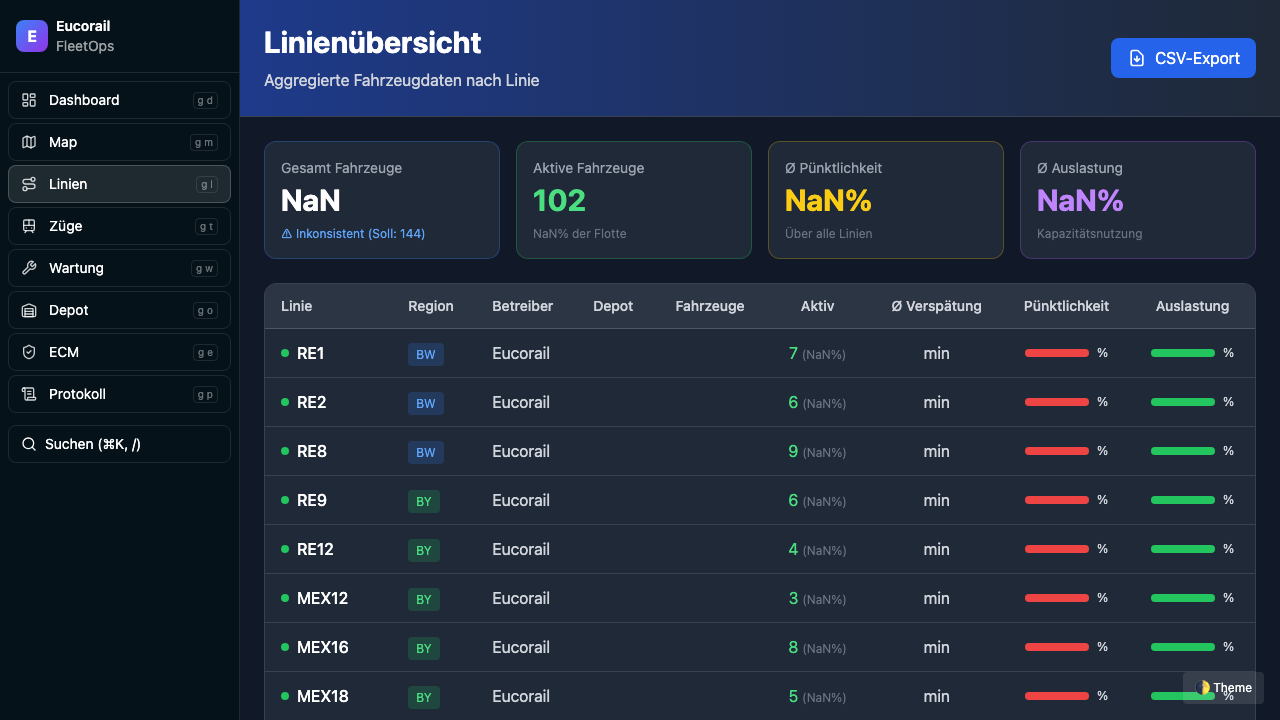 E
Eucorail
FleetOps
Dashboard g d
Map g m
Linien g l
Züge g t
Wartung g w
Depot g o
ECM g e
Protokoll g p
Suchen (⌘K, /)
Linienübersicht
Aggregierte Fahrzeugdaten nach Linie
CSV-Export
Gesamt Fahrzeuge
NaN
⚠ Inkonsistent (Soll: 144)
Aktive Fahrzeuge
102
NaN% der Flotte
Ø Pünktlichkeit
NaN%
Über alle Linien
Ø Auslastung
NaN%
Kapazitätsnutzung
Linie Region Betreiber Depot Fahrzeuge Aktiv Ø Verspätung Pünktlichkeit Auslastung
RE1 BW Eucorail 7 (NaN%) min % %
RE2 BW Eucorail 6 (NaN%) min % %
RE8 BW Eucorail 9 (NaN%) min % %
RE9 BY Eucorail 6 (NaN%) min % %
RE12 BY Eucorail 4 (NaN%) min % %
MEX12 BY Eucorail 3 (NaN%) min % %
MEX16 BY Eucorail 8 (NaN%) min % %
MEX18 BY Eucorail 5 (NaN%) min % %
🌗 Theme